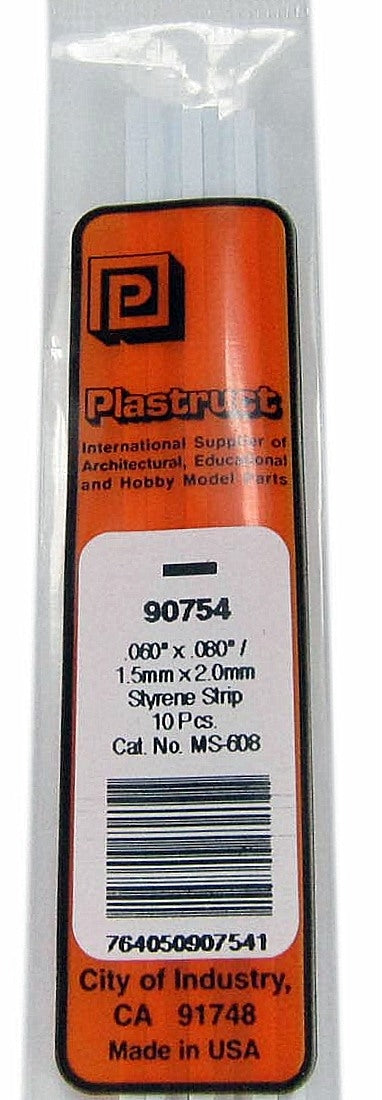 P
Plastruct
International Supplier of
Architectural, Educational
and Hobby Model Parts
90754
.060" x .080" /
1.5mm x 2.0mm
Styrene Strip
10 Pcs.
Cat. No. MS-608
764050907541
City of Industry,
CA 91748
Made in USA